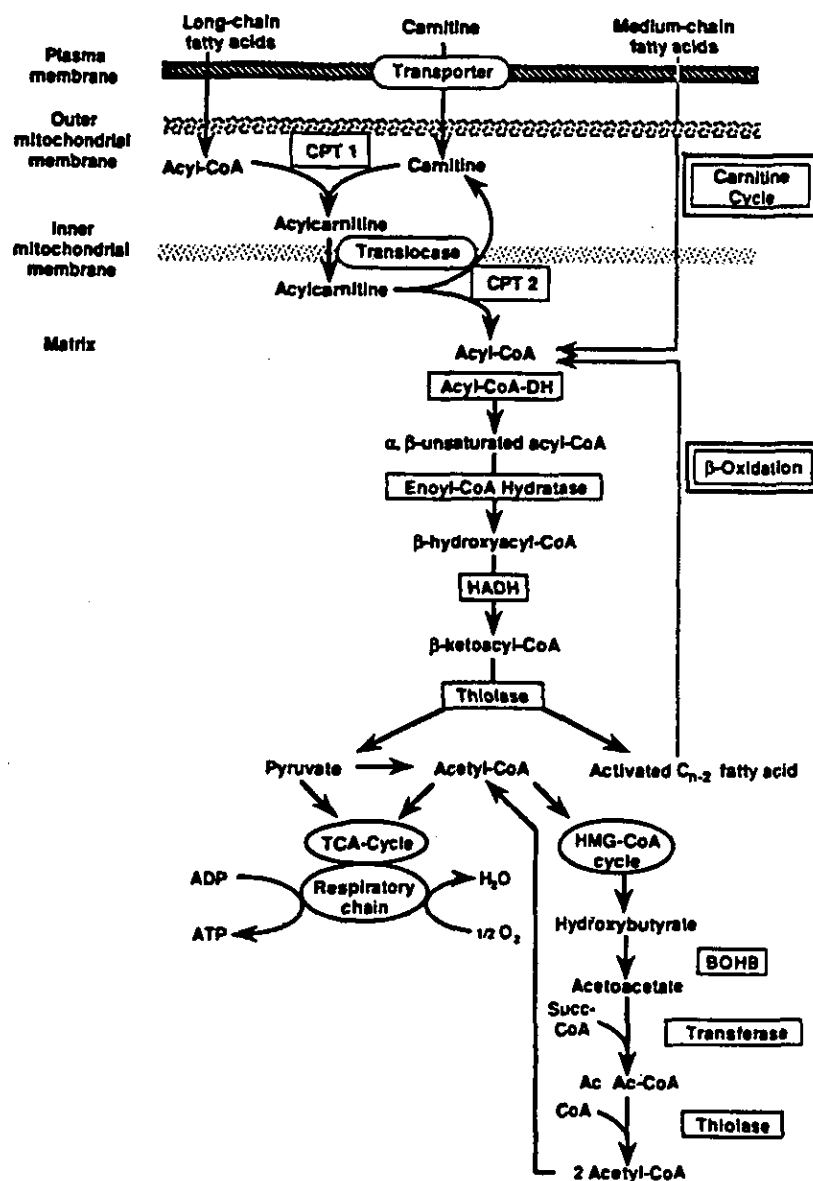 Long-chain
fatty acids
Carnitine
Medium-chain
fatty acids
Plasma
membrane
Transporter
Outer
mitochondrial
membrane
CPT 1
Acyl-CoA
Carnitine
Carnitine
Cycle
Acylcarnitine
Inner
mitochondrial
membrane
Translocase
Acylcarnitine
CPT 2
Matrix
Acyl-CoA
Acyl-CoA-DH
α, β-unsaturated acyl-CoA
β-Oxidation
Enoyl-CoA Hydratase
β-hydroxyacyl-CoA
HADH
β-ketoacyl-CoA
Thiolase
Pyruvate
Acetyl-CoA
Activated Cn-2 fatty acid
TCA-Cycle
HMG-CoA
cycle
ADP
Respiratory
chain
H2O
ATP
1/2 O2
Hydroxybutyrate
BOHB
Acetoacetate
Succ-
CoA
Transferase
Ac Ac-CoA
CoA
Thiolase
2 Acetyl-CoA